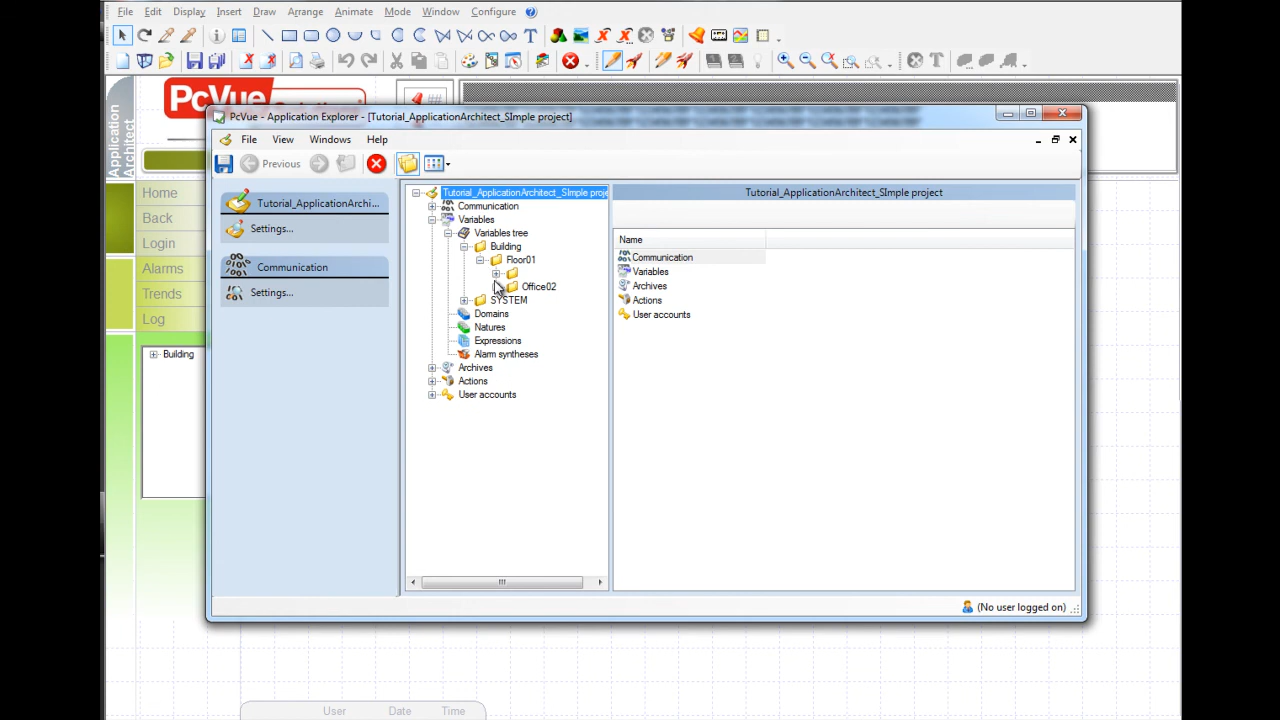 File Edit Display Insert Draw Arrange Animate Mode Window Configure
PcVue
Application Architect
PcVue - Application Explorer - [Tutorial_ApplicationArchitect_SImple project]
File View Windows Help
Previous
Home
Back
Login
Alarms
Trends
Log
Building
Tutorial_ApplicationArchi...
Settings...
Communication
Settings...
Tutorial_ApplicationArchitect_SImple proje
Communication
Variables
Variables tree
Building
Floor01
Office02
SYSTEM
Domains
Natures
Expressions
Alarm syntheses
Archives
Actions
User accounts
Tutorial_ApplicationArchitect_SImple project
Name
Communication
Variables
Archives
Actions
User accounts
(No user logged on)
User Date Time